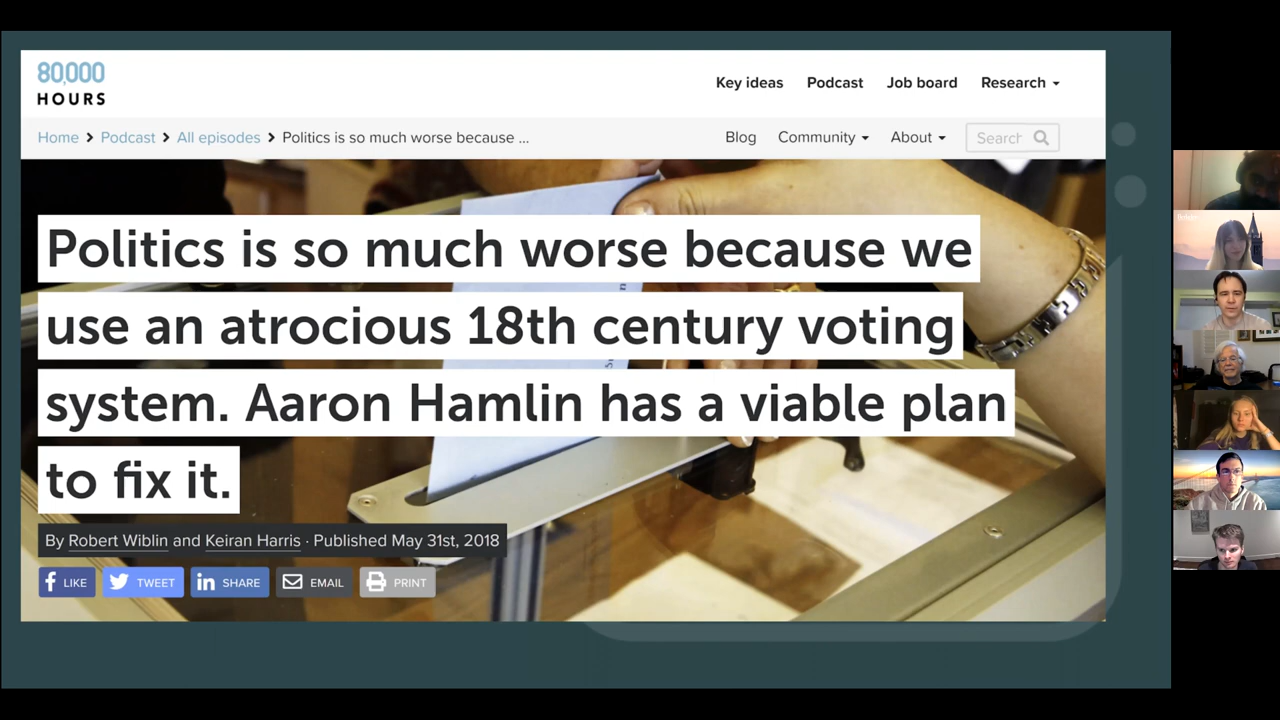 80,000
HOURS
Key ideas Podcast Job board Research
Home > Podcast > All episodes > Politics is so much worse because ...
Blog Community About Search
Politics is so much worse because we
use an atrocious 18th century voting
system. Aaron Hamlin has a viable plan
to fix it.
By Robert Wiblin and Keiran Harris · Published May 31st, 2018
LIKE TWEET SHARE EMAIL PRINT